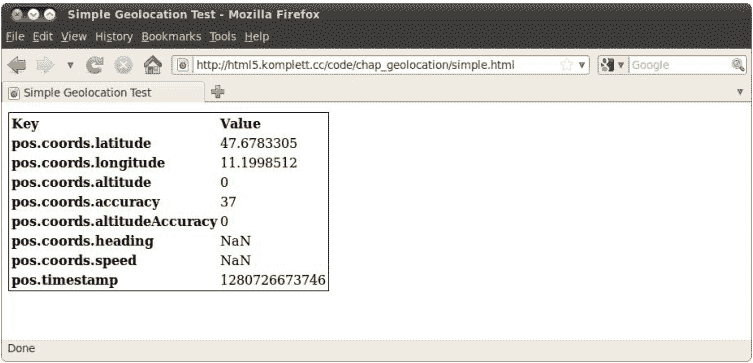 Simple Geolocation Test - Mozilla Firefox
File Edit View History Bookmarks Tools Help
http://html5.komplett.cc/code/chap_geolocation/simple.html Google
Simple Geolocation Test
Key Value
pos.coords.latitude 47.6783305
pos.coords.longitude 11.1998512
pos.coords.altitude 0
pos.coords.accuracy 37
pos.coords.altitudeAccuracy 0
pos.coords.heading NaN
pos.coords.speed NaN
pos.timestamp 1280726673746
Done